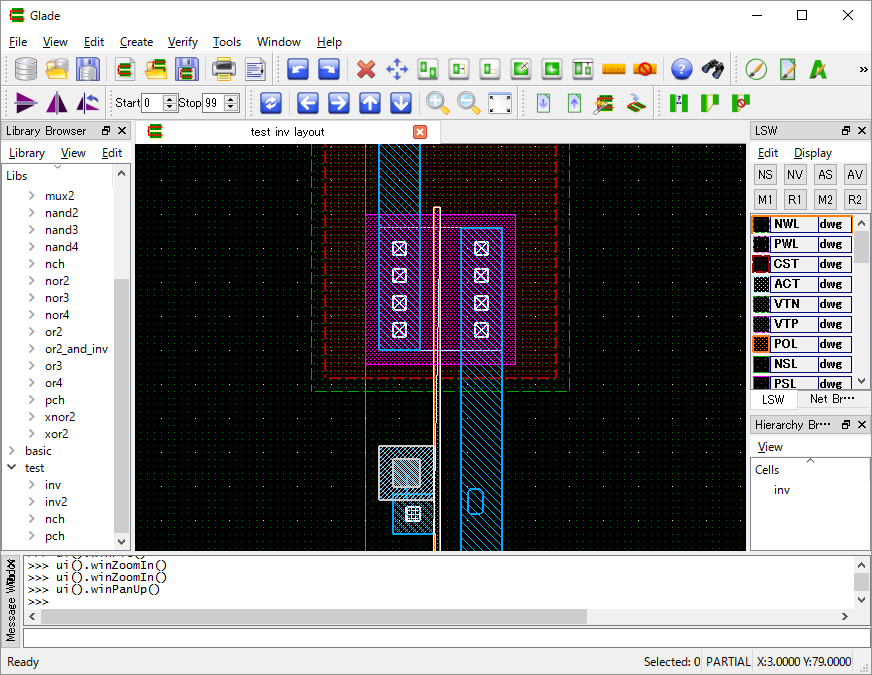 Glade
File View Edit Create Verify Tools Window Help
»
Start 0 Stop 99
Library Browser
Library View Edit
Libs
mux2
nand2
nand3
nand4
nch
nor2
nor3
nor4
or2
or2_and_inv
or3
or4
pch
xnor2
xor2
basic
test
inv
inv2
nch
pch
test inv layout
LSW
Edit Display
NS NV AS AV
M1 R1 M2 R2
NWL dwg
PWL dwg
CST dwg
ACT dwg
VTN dwg
VTP dwg
POL dwg
NSL dwg
PSL dwg
LSW Net Br···
Hierarchy Br···
View
Cells
inv
>>> ui().winZoomIn()
>>> ui().winZoomIn()
>>> ui().winPanUp()
>>>
Ready
Selected: 0 PARTIAL X:3.0000 Y:79.0000